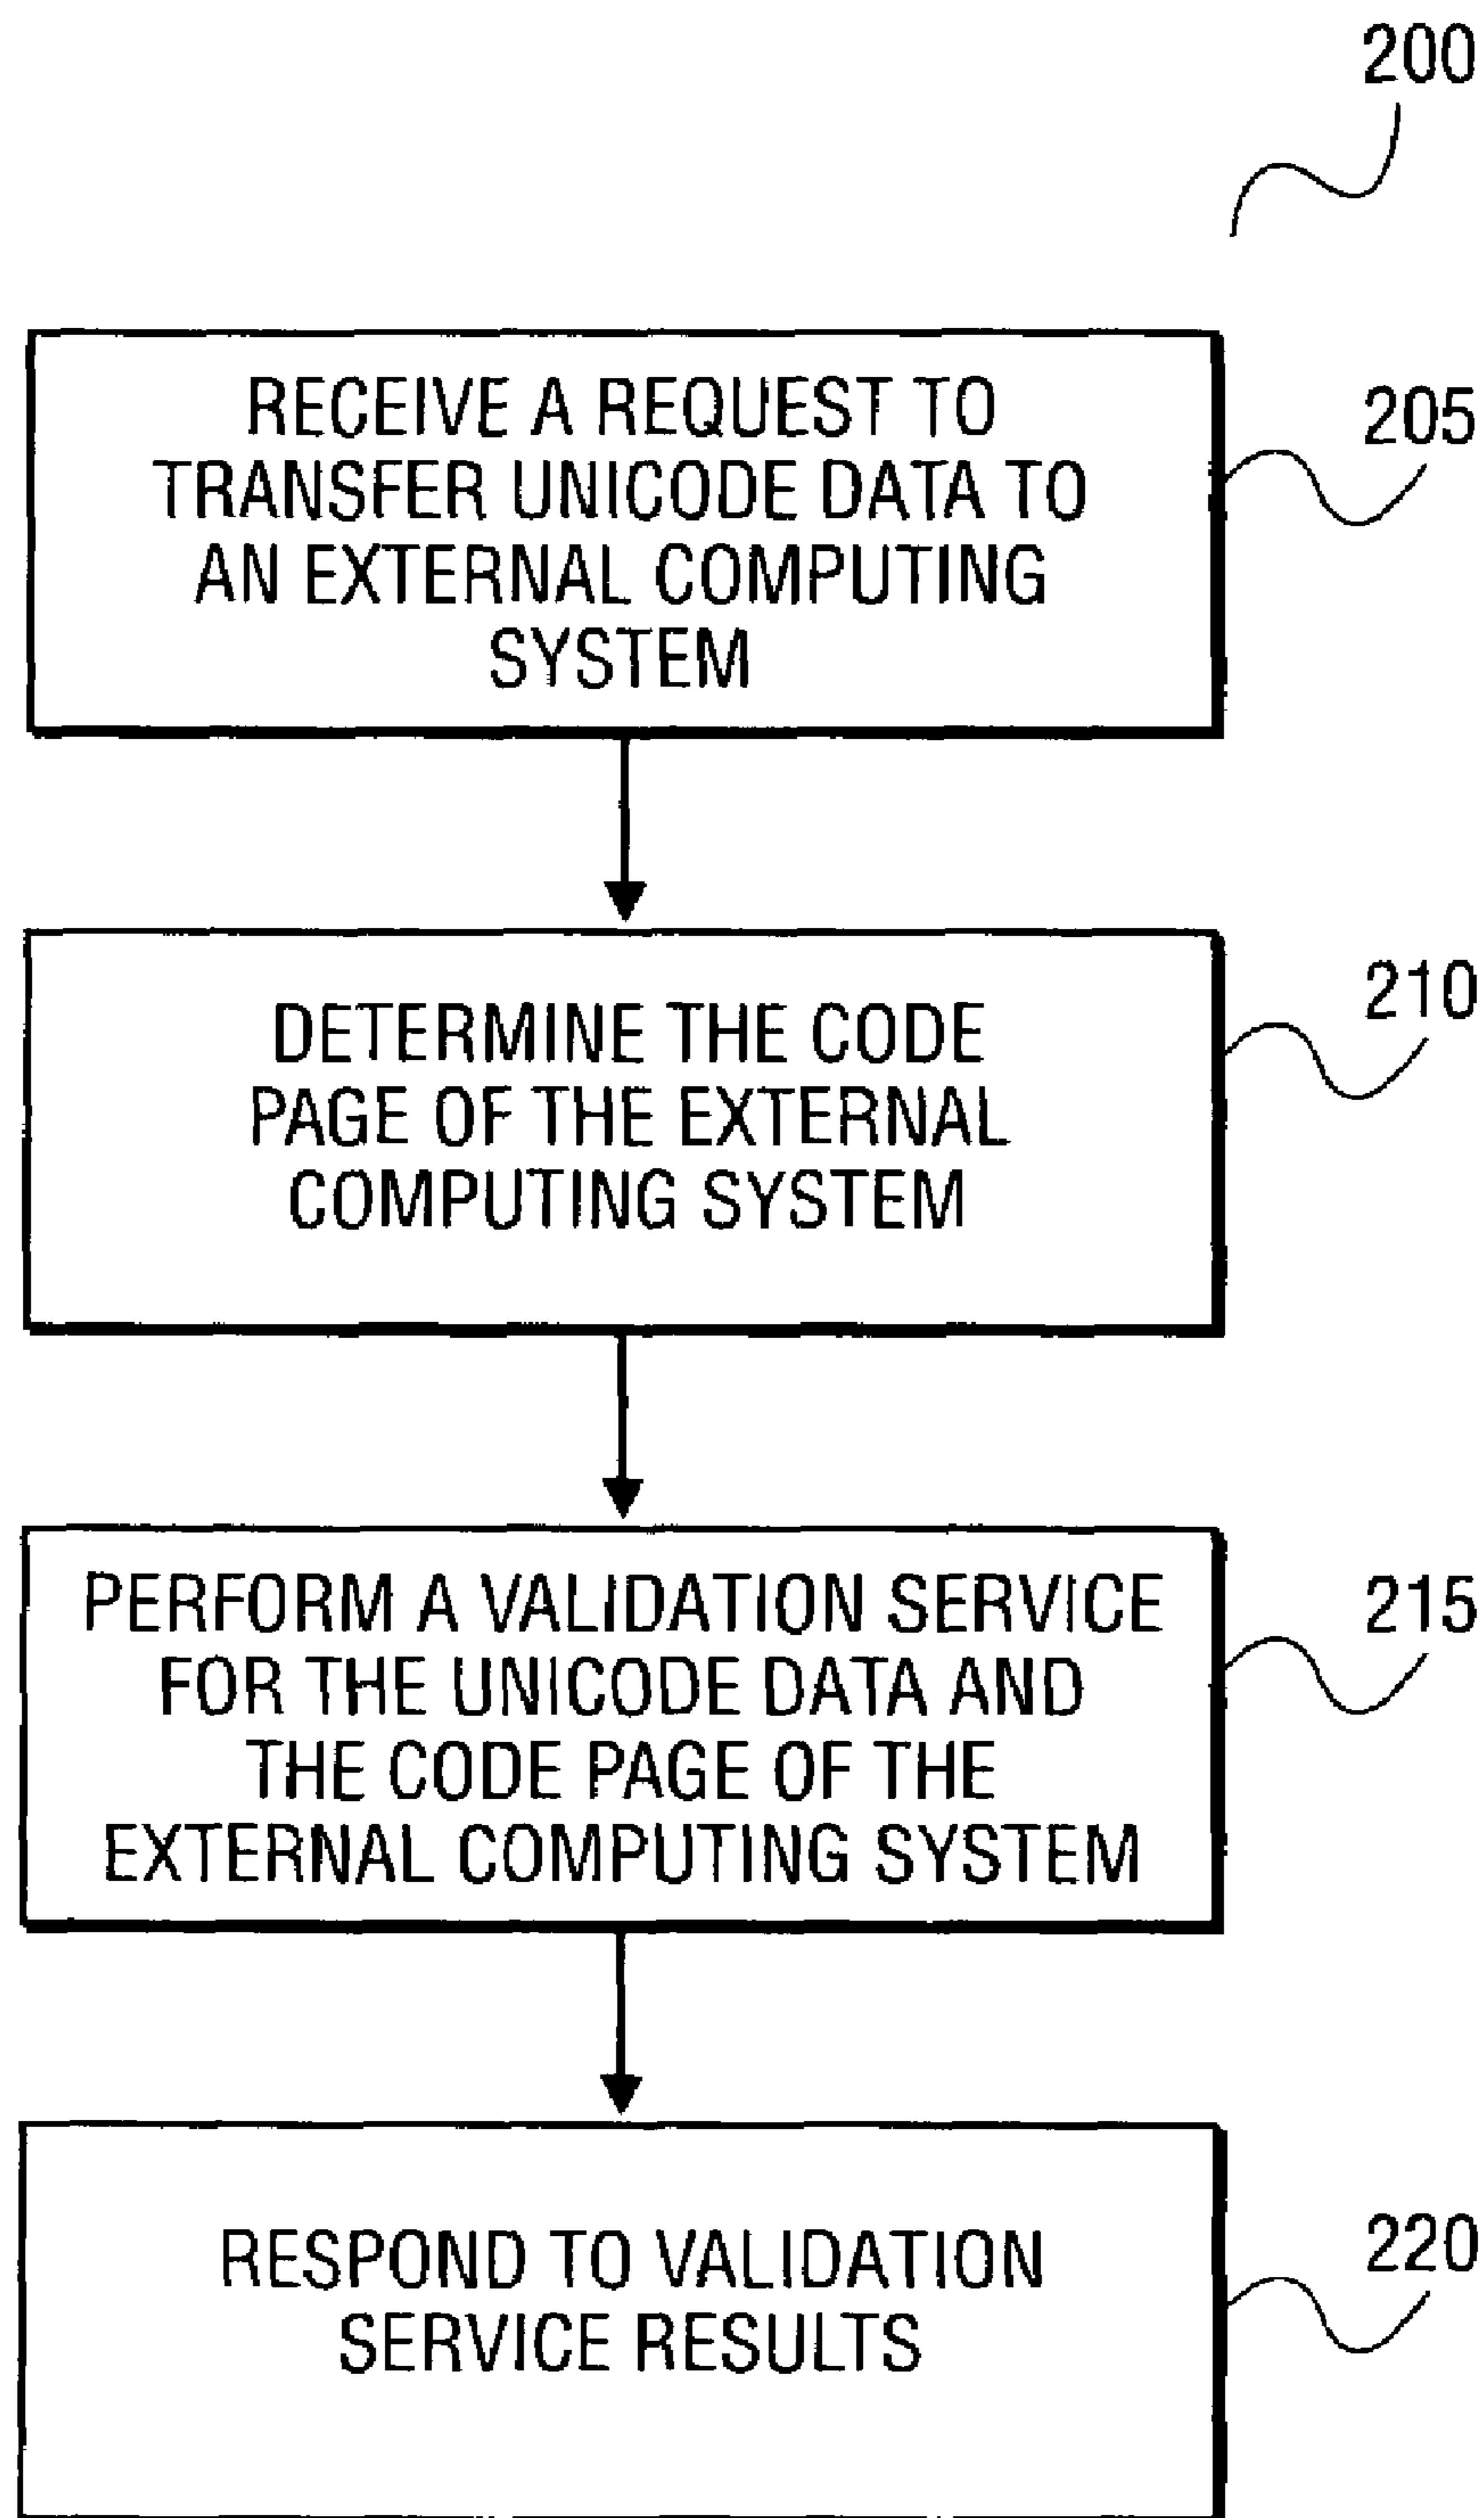 200
RECEIVE A REQUEST TO
TRANSFER UNICODE DATA TO
AN EXTERNAL COMPUTING
SYSTEM
205
DETERMINE THE CODE
PAGE OF THE EXTERNAL
COMPUTING SYSTEM
210
PERFORM A VALIDATION SERVICE
FOR THE UNICODE DATA AND
THE CODE PAGE OF THE
EXTERNAL COMPUTING SYSTEM
215
RESPOND TO VALIDATION
SERVICE RESULTS
220